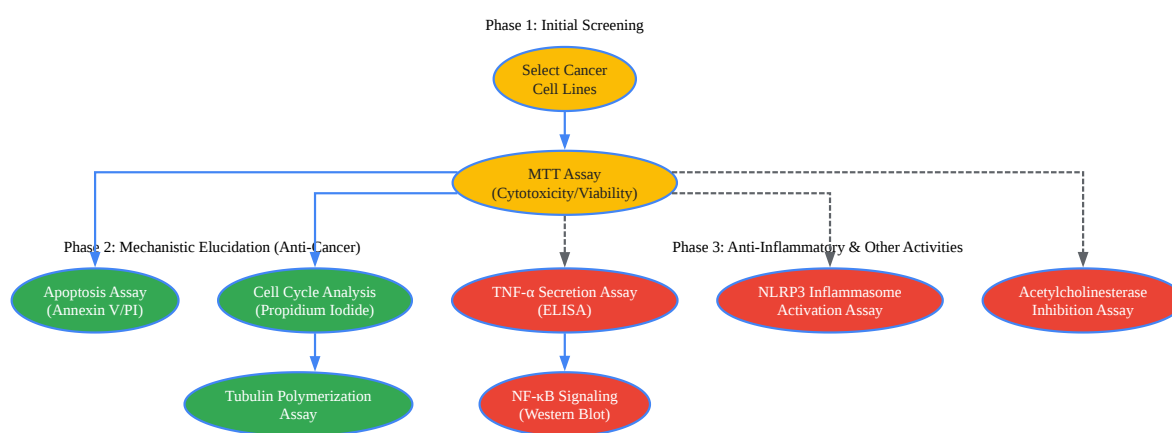 Phase 1: Initial Screening
Select Cancer
Cell Lines
MTT Assay
(Cytotoxicity/Viability)
Phase 2: Mechanistic Elucidation (Anti-Cancer)
Phase 3: Anti-Inflammatory & Other Activities
Apoptosis Assay
(Annexin V/PI)
Cell Cycle Analysis
(Propidium Iodide)
TNF-α Secretion Assay
(ELISA)
NLRP3 Inflammasome
Activation Assay
Acetylcholinesterase
Inhibition Assay
Tubulin Polymerization
Assay
NF-κB Signaling
(Western Blot)